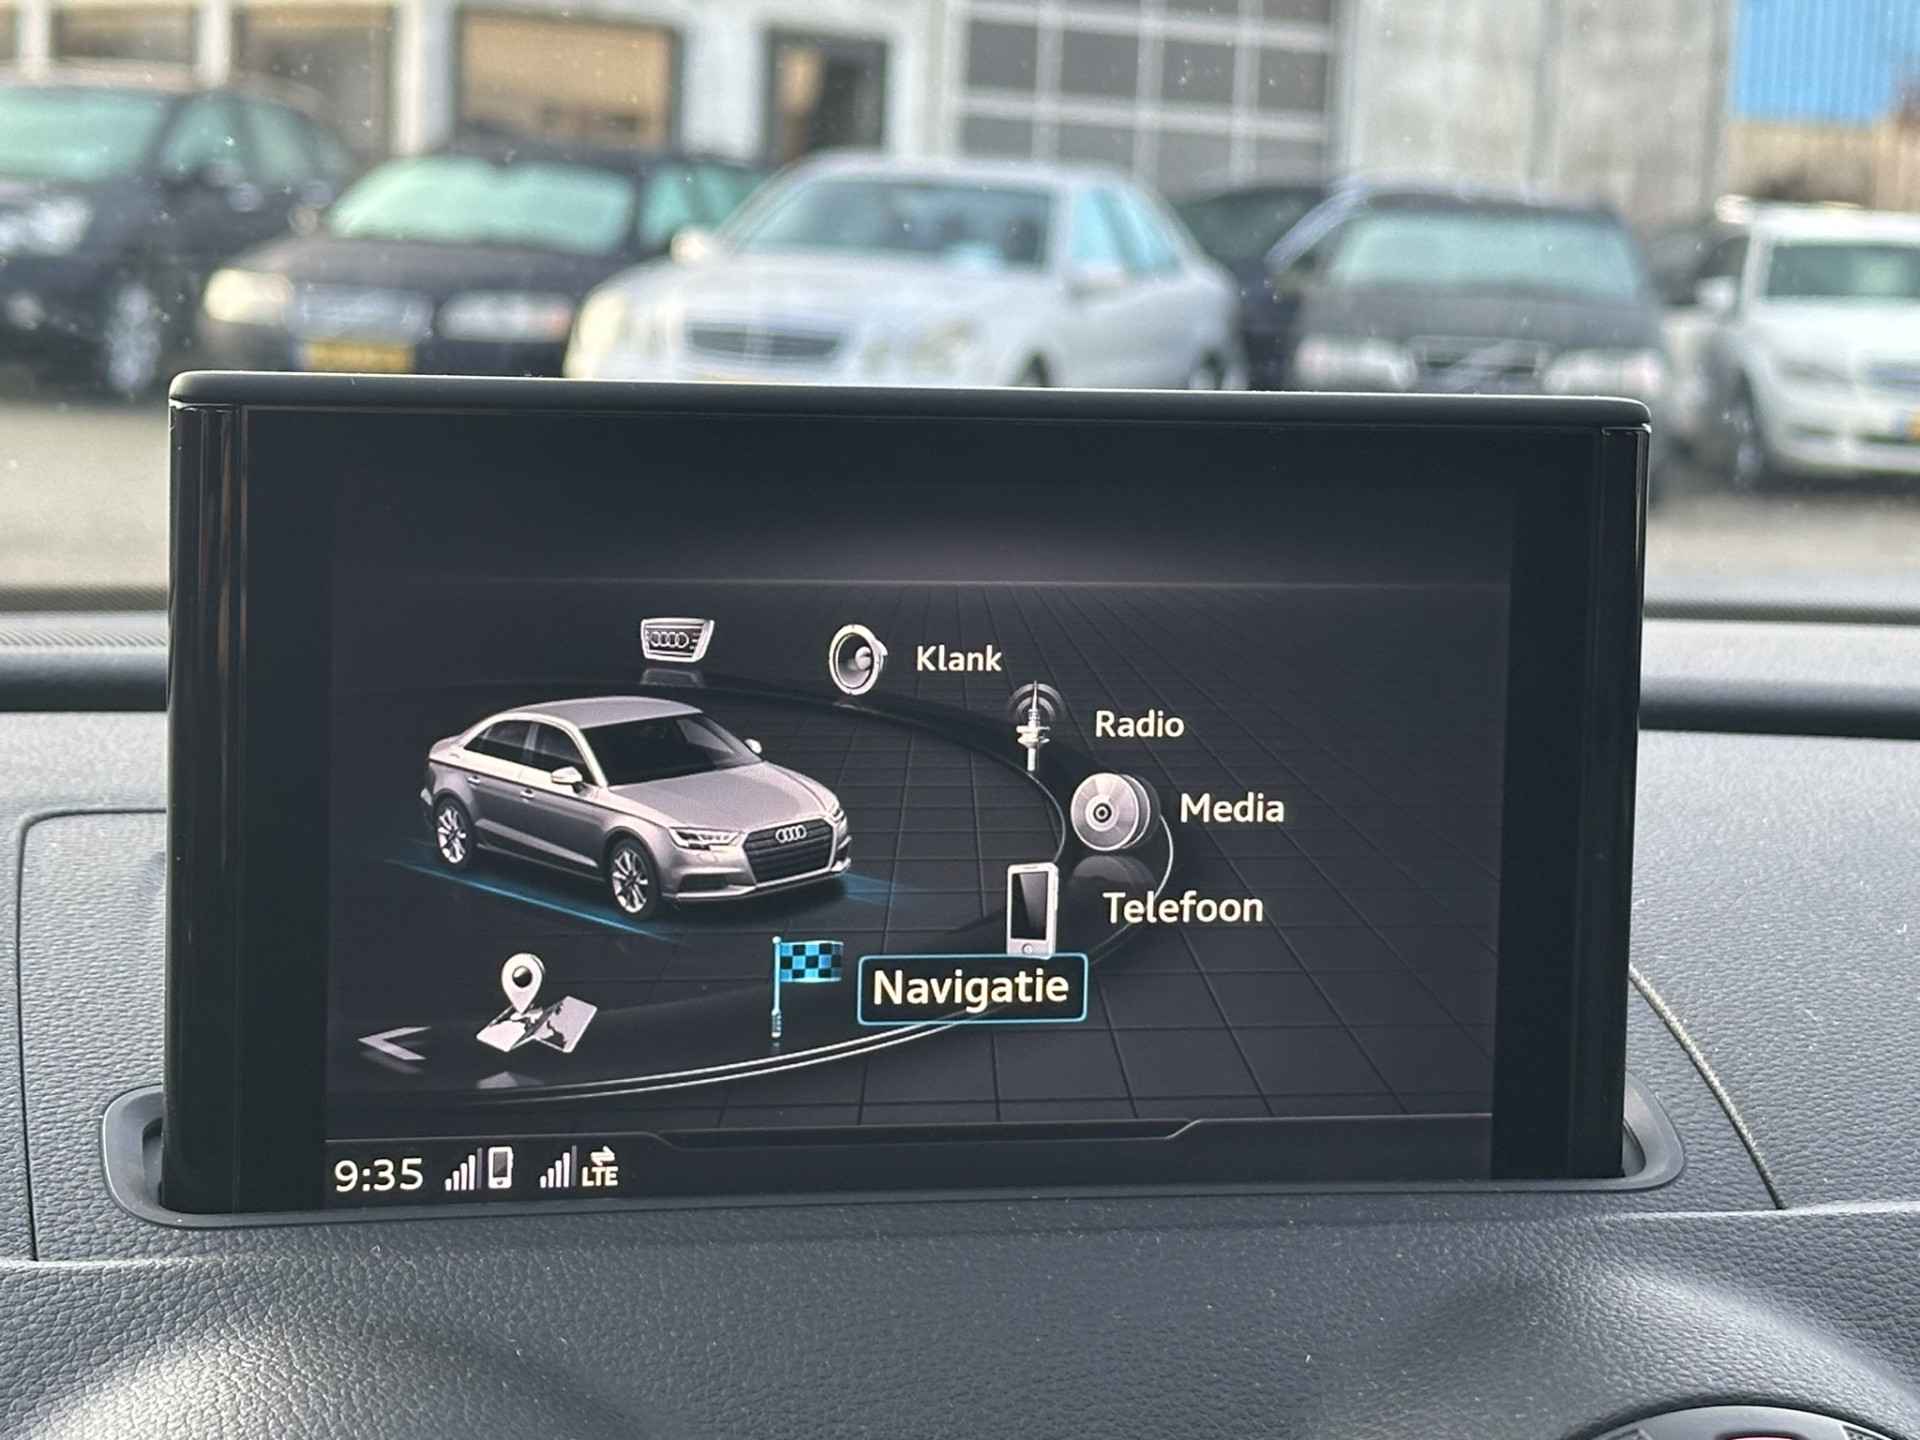 Klank
Radio
Media
Telefoon
Navigatie
9:35
LTE